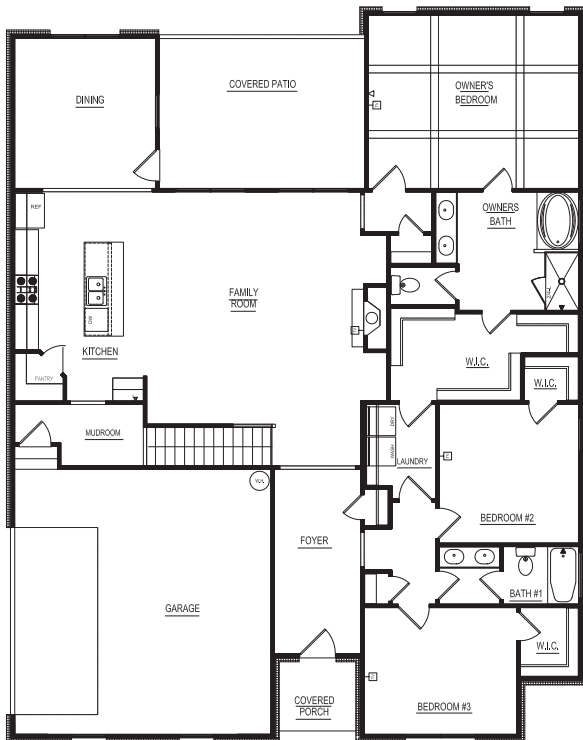 OWNER'S
BEDROOM
COVERED PATIO
DINING
REF
OWNERS
BATH
FAMILY
ROOM
DW
KITCHEN
W.I.C.
PANTRY
W.I.C.
DRY
WASH
MUDROOM
LAUNDRY
BEDROOM #2
FOYER
BATH #1
GARAGE
W.I.C.
COVERED
PORCH
BEDROOM #3